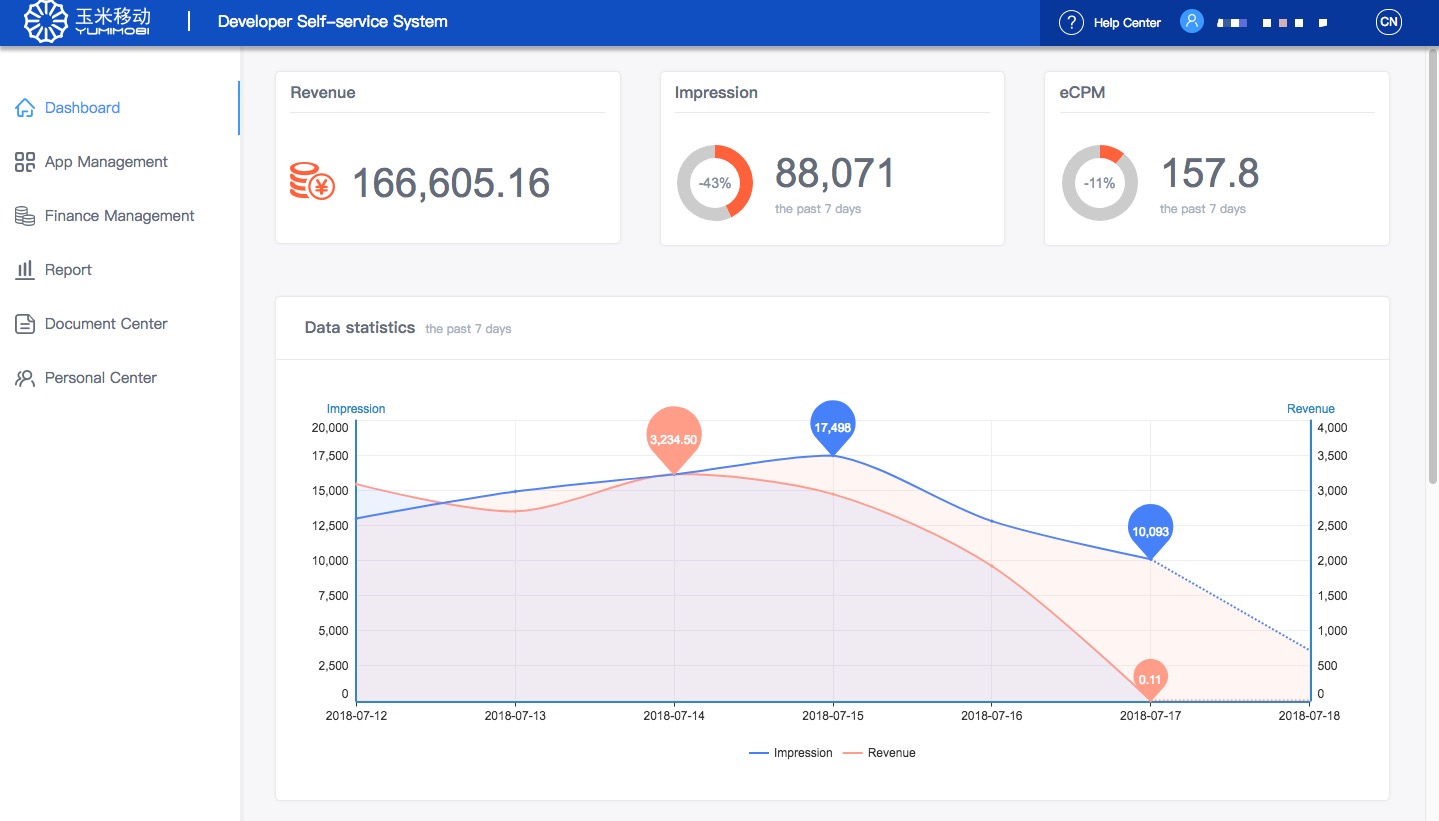 玉米移动
YUMIMOBI
Developer Self-service System
? Help Center
CN
Dashboard
App Management
Finance Management
Report
Document Center
Personal Center
Revenue
¥ 166,605.16
Impression
-43%
88,071
the past 7 days
eCPM
-11%
157.8
the past 7 days
Data statistics the past 7 days
Impression
Revenue
20,000
17,500
15,000
12,500
10,000
7,500
5,000
2,500
0
3,234.50
17,498
10,093
0.11
4,000
3,500
3,000
2,500
2,000
1,500
1,000
500
0
2018-07-12 2018-07-13 2018-07-14 2018-07-15 2018-07-16 2018-07-17 2018-07-18
Impression Revenue